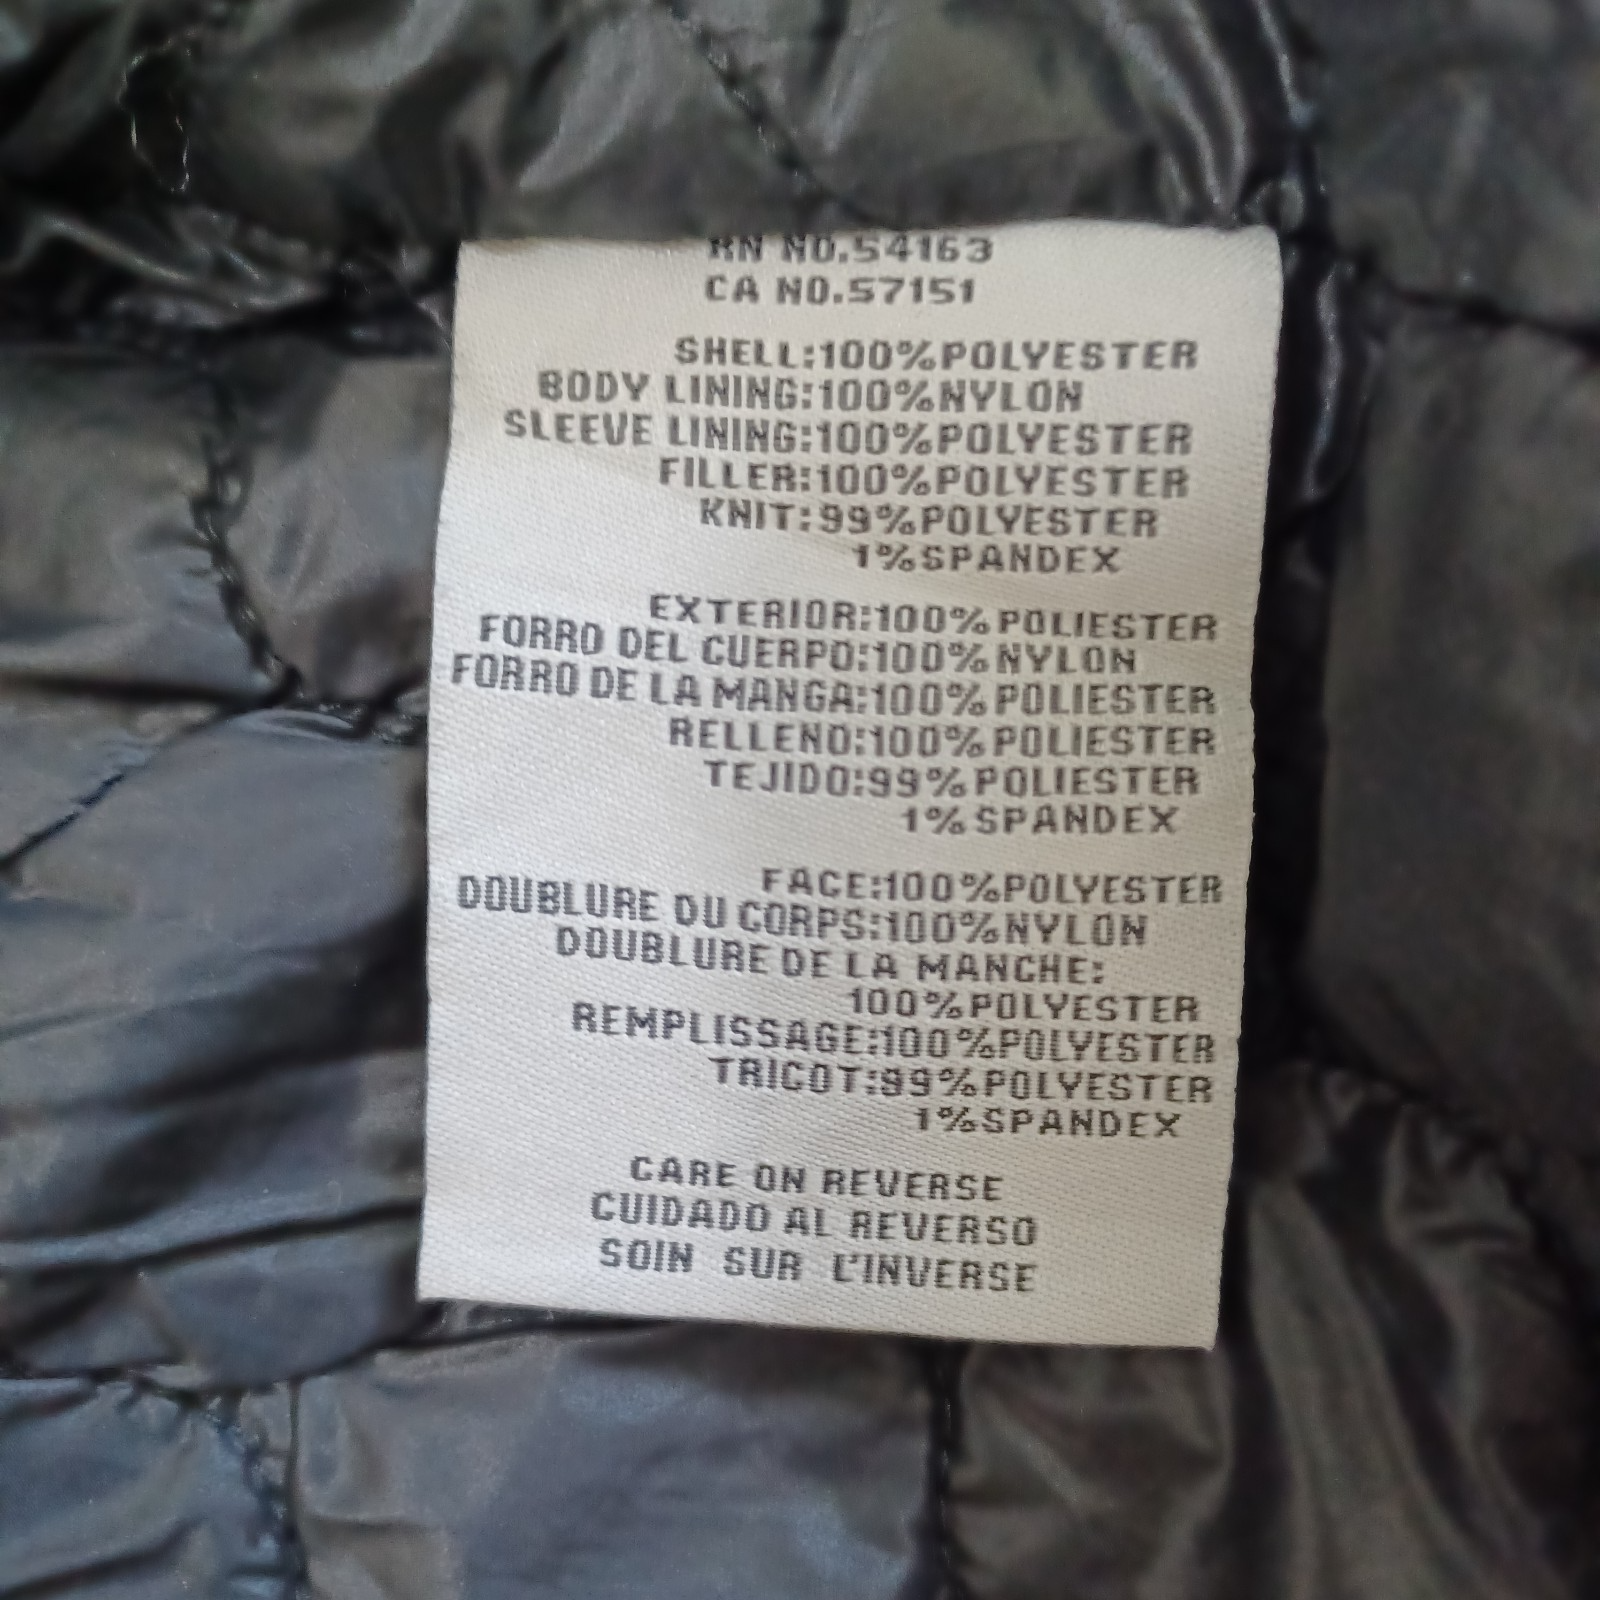 RN NO.54163
CA NO.57151
SHELL:100%POLYESTER
BODY LINING:100%NYLON
SLEEVE LINING:100%POLYESTER
FILLER:100%POLYESTER
KNIT:99%POLYESTER
1%SPANDEX
EXTERIOR:100%POLIESTER
FORRO DEL CUERPO:100%NYLON
FORRO DE LA MANGA:100%POLIESTER
RELLENO:100%POLIESTER
TEJIDO:99%POLIESTER
1%SPANDEX
FACE:100%POLYESTER
DOUBLURE DU CORPS:100%NYLON
DOUBLURE DE LA MANCHE:
100%POLYESTER
REMPLISSAGE:100%POLYESTER
TRICOT:99%POLYESTER
1%SPANDEX
CARE ON REVERSE
CUIDADO AL REVERSO
SOIN SUR L'INVERSE